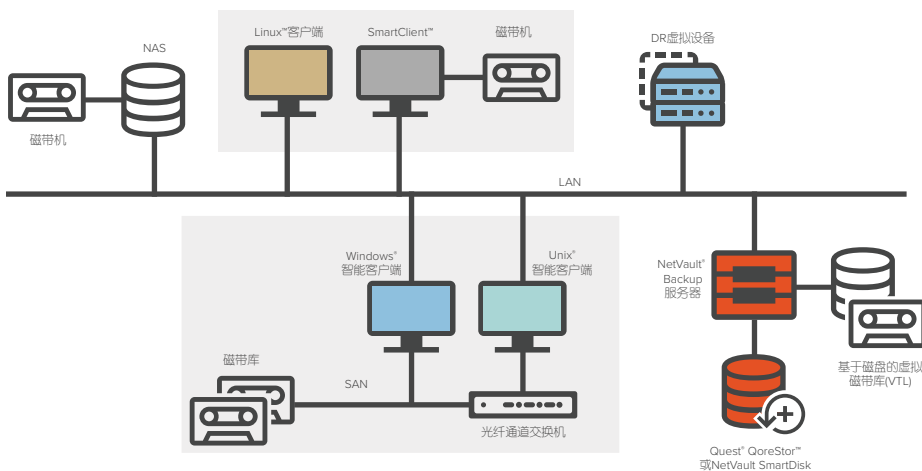 Linux™客户端
SmartClient™
磁带机
DR虚拟设备
NAS
磁带机
LAN
Windows®
智能客户端
Unix®
智能客户端
NetVault®
Backup
服务器
磁带库
SAN
光纤通道交换机
基于磁盘的虚拟
磁带库(VTL)
Quest® QoreStor™
或NetVault SmartDisk